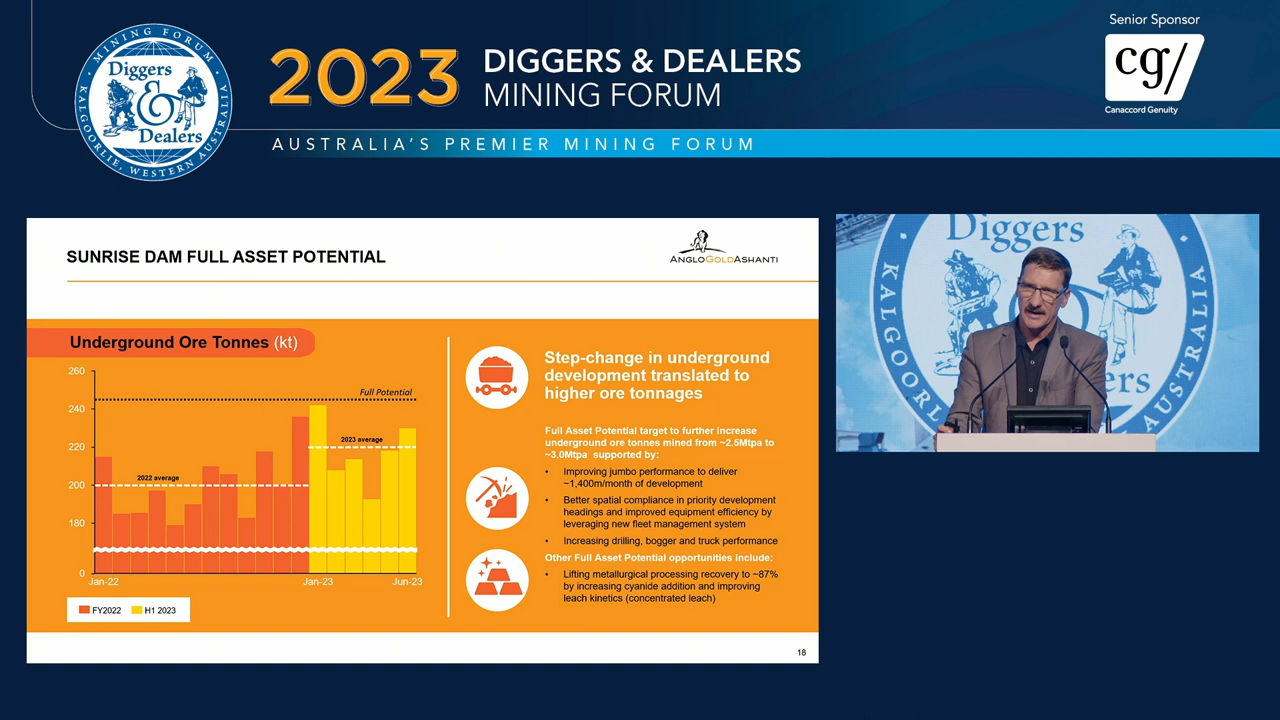 MINING FORUM
Diggers
&
Dealers
KALGOORLIE, WESTERN AUSTRALIA
2023
DIGGERS & DEALERS
MINING FORUM
AUSTRALIA'S PREMIER MINING FORUM
Senior Sponsor
cg/
Canaccord Genuity
SUNRISE DAM FULL ASSET POTENTIAL
ANGLOGOLDASHANTI
Underground Ore Tonnes (kt)
260
240
220
200
180
0
Full Potential
2023 average
2022 average
Jan-22
Jan-23
Jun-23
FY2022
H1 2023
Step-change in underground
development translated to
higher ore tonnages
Full Asset Potential target to further increase
underground ore tonnes mined from ~2.5Mtpa to
~3.0Mtpa supported by:
• Improving jumbo performance to deliver
~1,400m/month of development
• Better spatial compliance in priority development
headings and improved equipment efficiency by
leveraging new fleet management system
• Increasing drilling, bogger and truck performance
Other Full Asset Potential opportunities include:
• Lifting metallurgical processing recovery to ~87%
by increasing cyanide addition and improving
leach kinetics (concentrated leach)
18
Diggers
KALGOORL
ers
AUSTRALIA